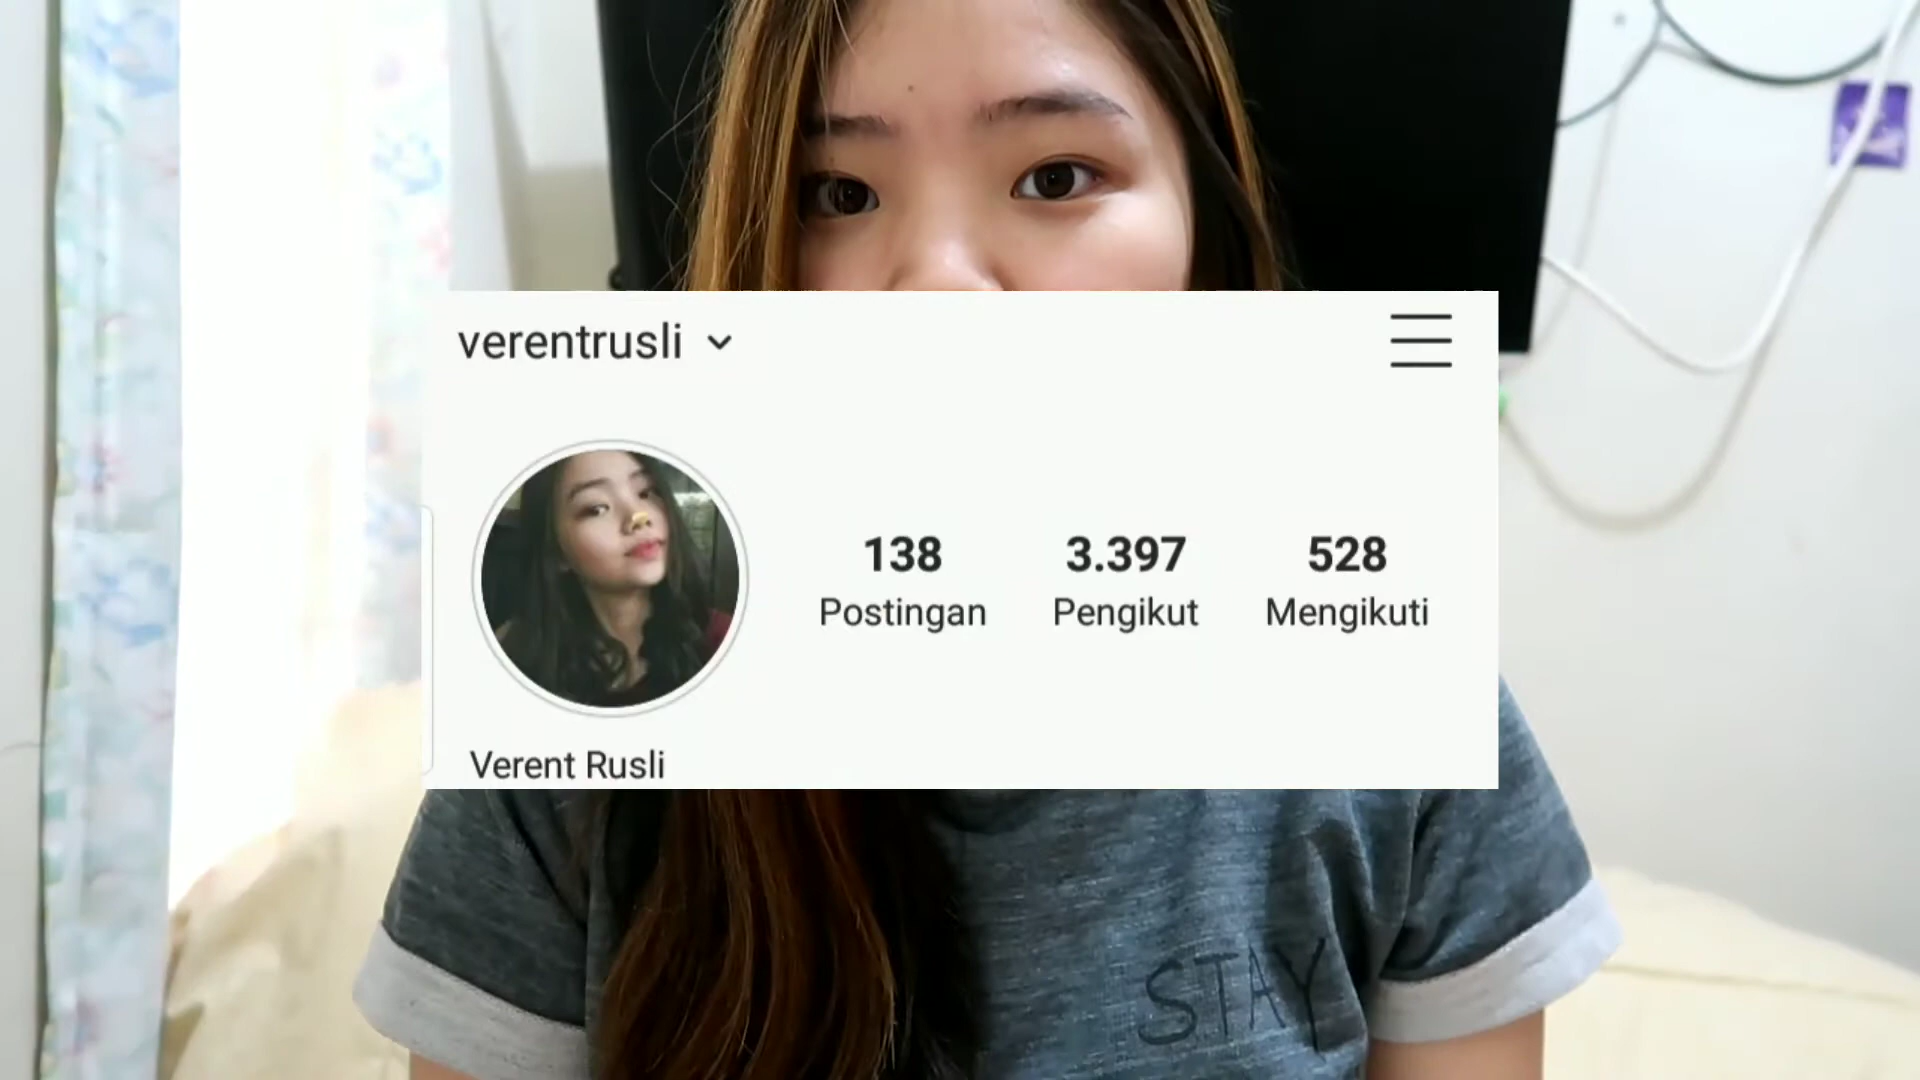 verentrusli
138 3.397 528
Postingan Pengikut Mengikuti
Verent Rusli
STAY